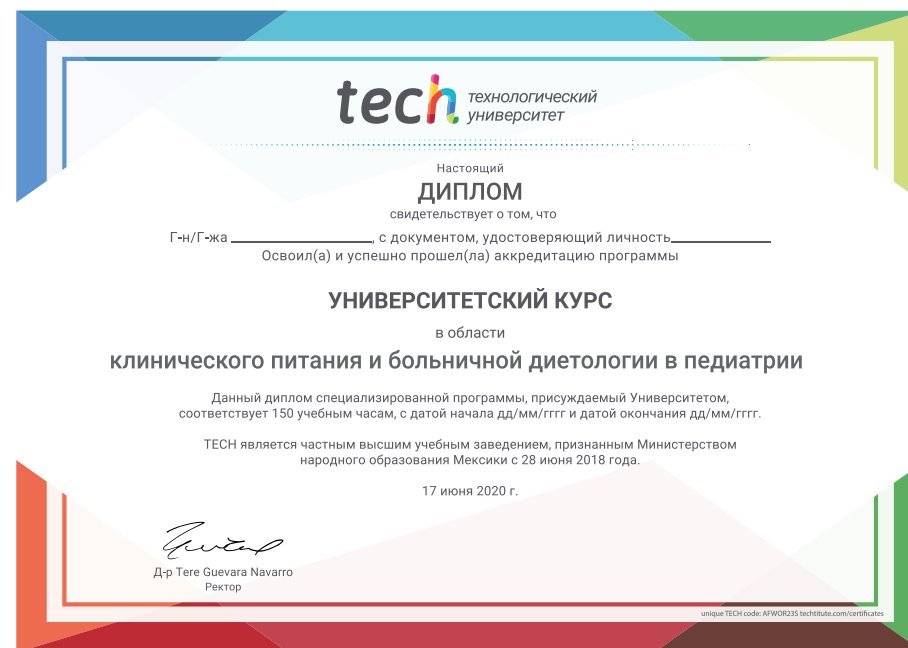 tech технологический университет
Настоящий
ДИПЛОМ
свидетельствует о том, что
Г-н/Г-жа ____________________, с документом, удостоверяющий личность______________
Освоил(а) и успешно прошел(ла) аккредитацию программы
УНИВЕРСИТЕТСКИЙ КУРС
в области
клинического питания и больничной диетологии в педиатрии
Данный диплом специализированной программы, присуждаемый Университетом,
соответствует 150 учебным часам, с датой начала дд/мм/гггг и датой окончания дд/мм/гггг.
TECH является частным высшим учебным заведением, признанным Министерством
народного образования Мексики с 28 июня 2018 года.
17 июня 2020 г.
Д-р Tere Guevara Navarro
Ректор
unique TECH code: AFWOR23S techtitute.com/certificates